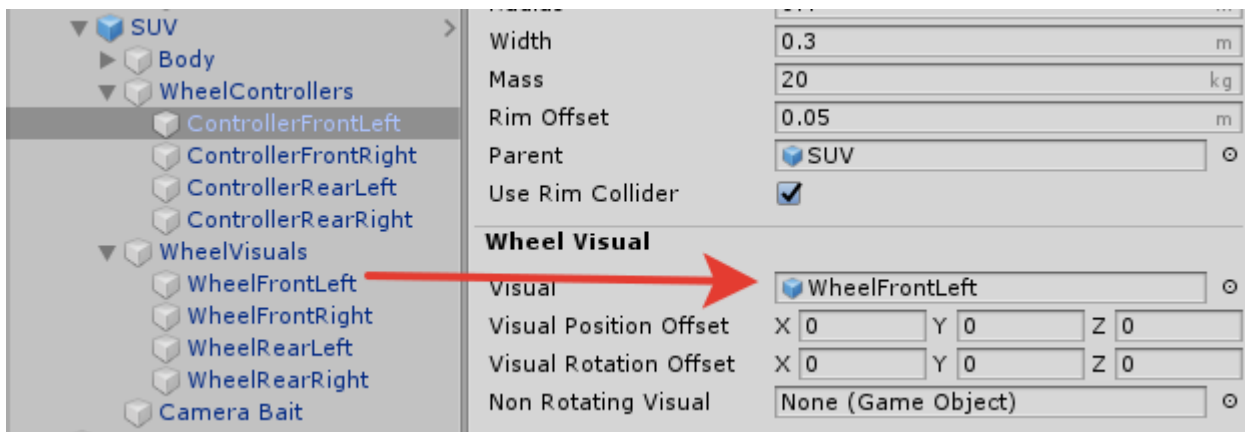 SUV
Body
WheelControllers
ControllerFrontLeft
ControllerFrontRight
ControllerRearLeft
ControllerRearRight
WheelVisuals
WheelFrontLeft
WheelFrontRight
WheelRearLeft
WheelRearRight
Camera Bait
Width 0.3 m
Mass 20 kg
Rim Offset 0.05 m
Parent SUV
Use Rim Collider
Wheel Visual
Visual WheelFrontLeft
Visual Position Offset X 0 Y 0 Z 0
Visual Rotation Offset X 0 Y 0 Z 0
Non Rotating Visual None (Game Object)